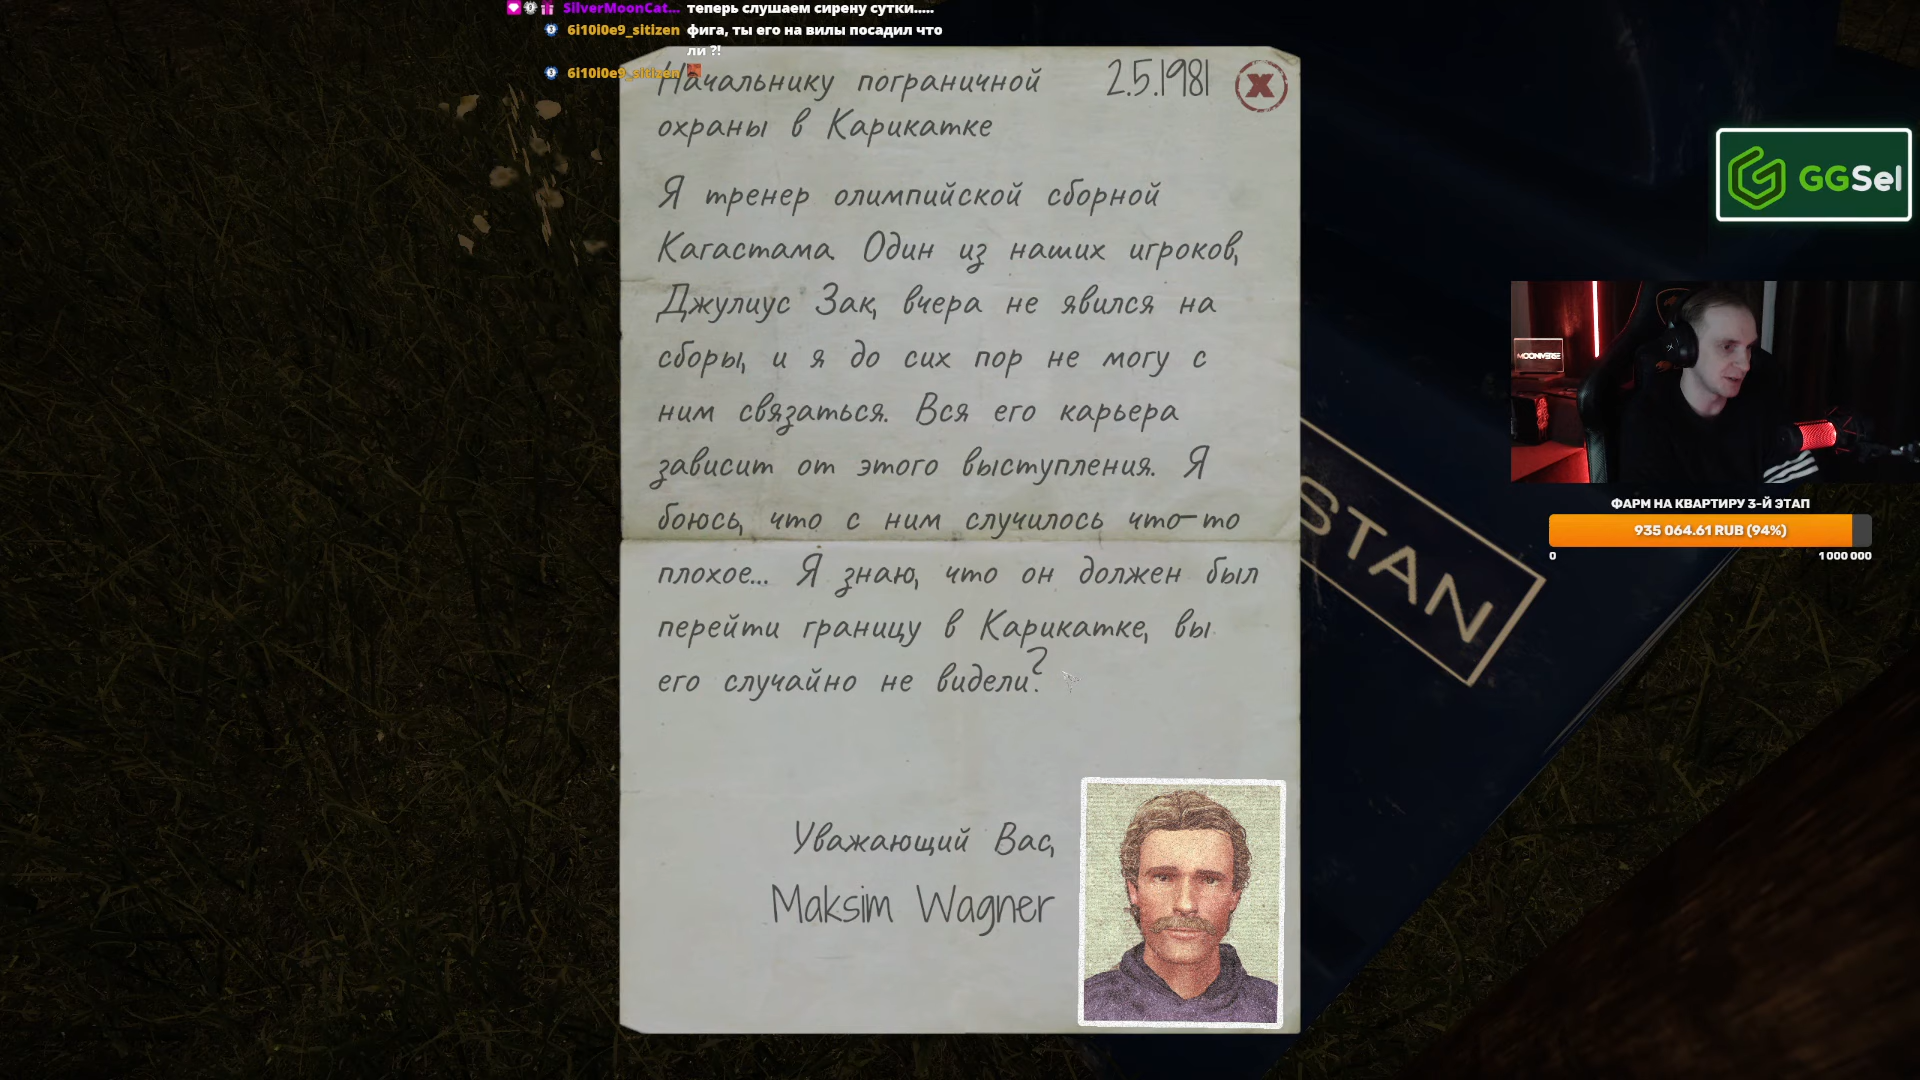 SilverMoonCat... теперь слушаем сирену сутки.....
6i10i0e9_sitizen фига, ты его на вилы посадил что
ли ?!
6i10i0e9_sitizen
Начальнику пограничной 2.5.1981 X
охраны в Карикатке
Я тренер олимпийской сборной
Кагастама. Один из наших игроков,
Джулиус Зак, вчера не явился на
сборы, и я до сих пор не могу с
ним связаться. Вся его карьера
зависит от этого выступления. Я
боюсь, что с ним случилось что-то
плохое... Я знаю, что он должен был
перейти границу в Карикатке, вы
его случайно не видели?
Уважающий Вас,
Maksim Wagner
STAN
GGSel
MOONVERSE
ФАРМ НА КВАРТИРУ 3-Й ЭТАП
935 064.61 RUB (94%)
0 1 000 000